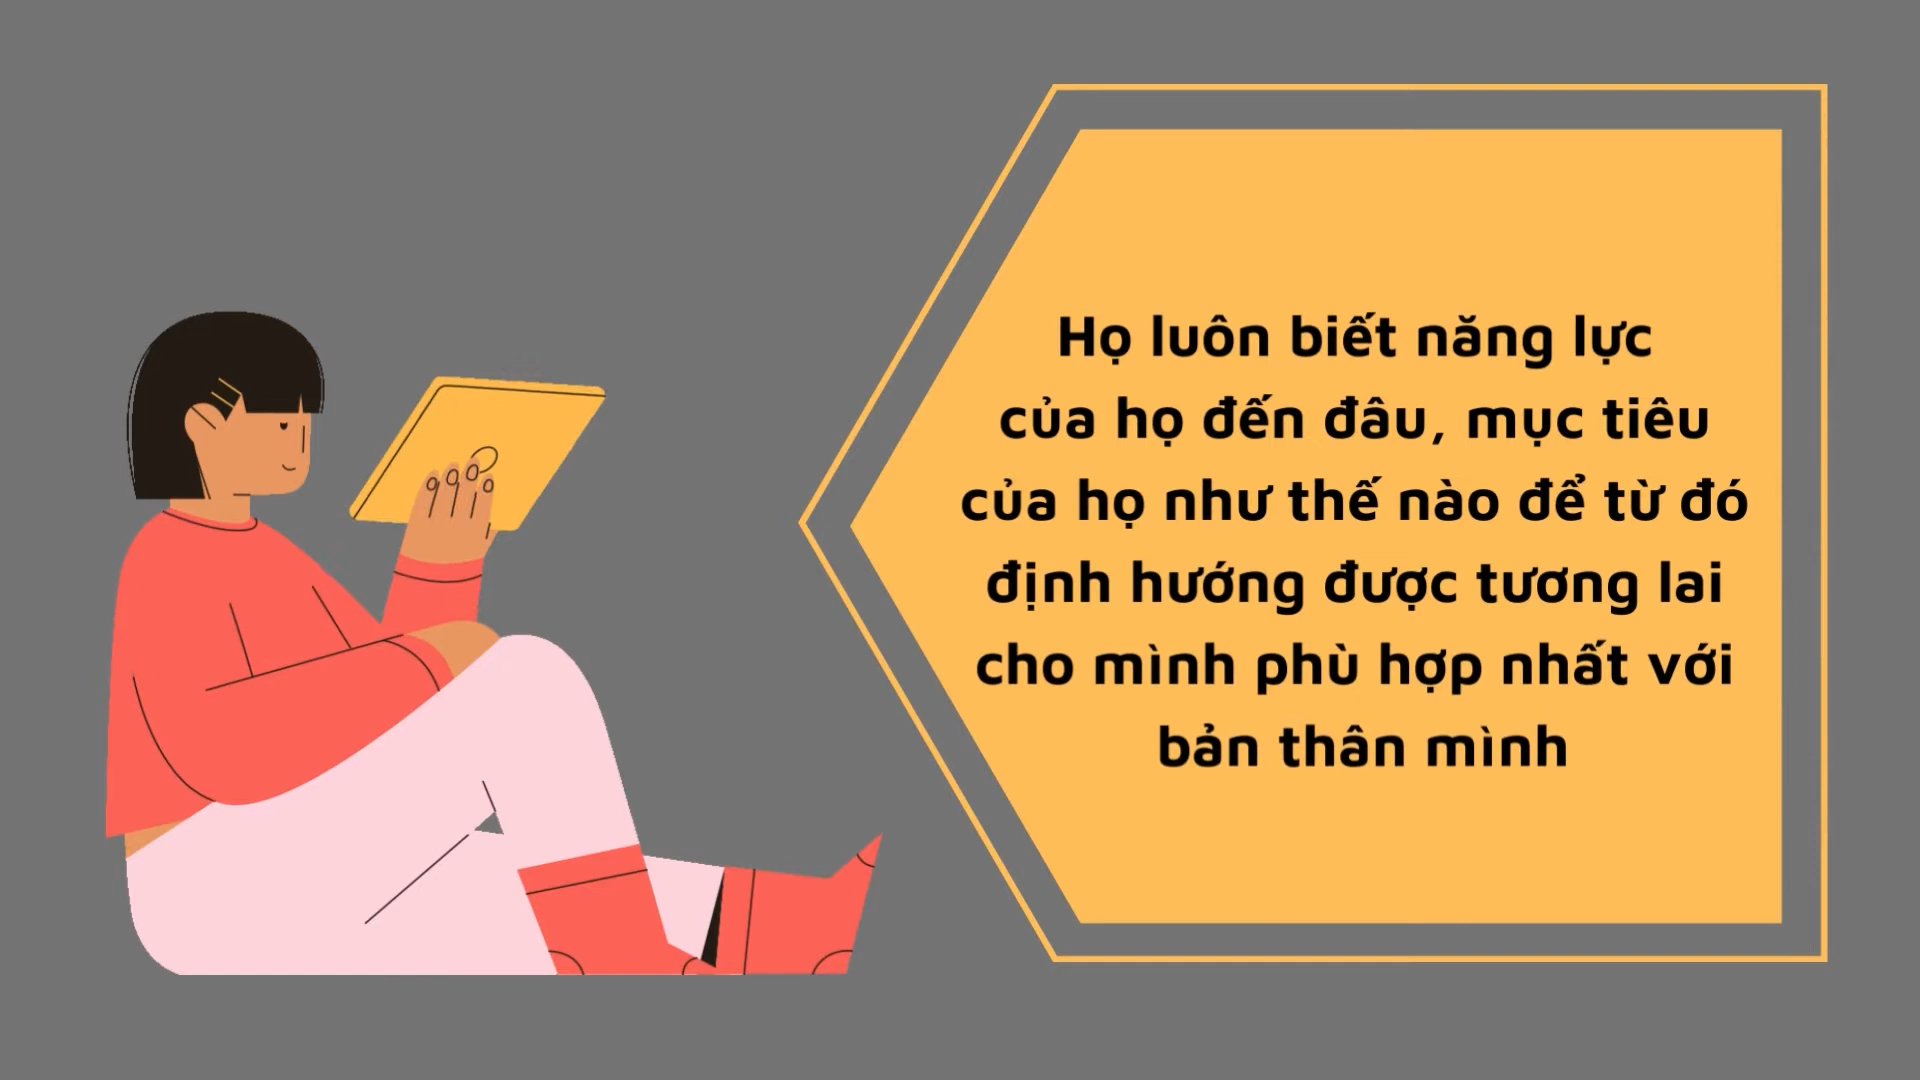 Họ luôn biết năng lực
của họ đến đâu, mục tiêu
của họ như thế nào để từ đó
định hướng được tương lai
cho mình phù hợp nhất với
bản thân mình